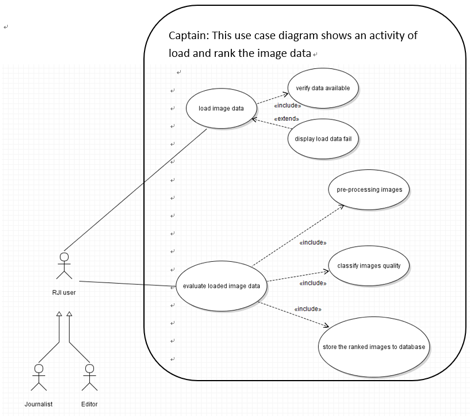 Captain: This use case diagram shows an activity of
load and rank the image data
verify data available
load image data
«include»
«extend»
display load data fail
pre-processing images
«include»
classify images quality
RJI user
evaluate loaded image data
«include»
«include»
store the ranked images to database
Journalist
Editor